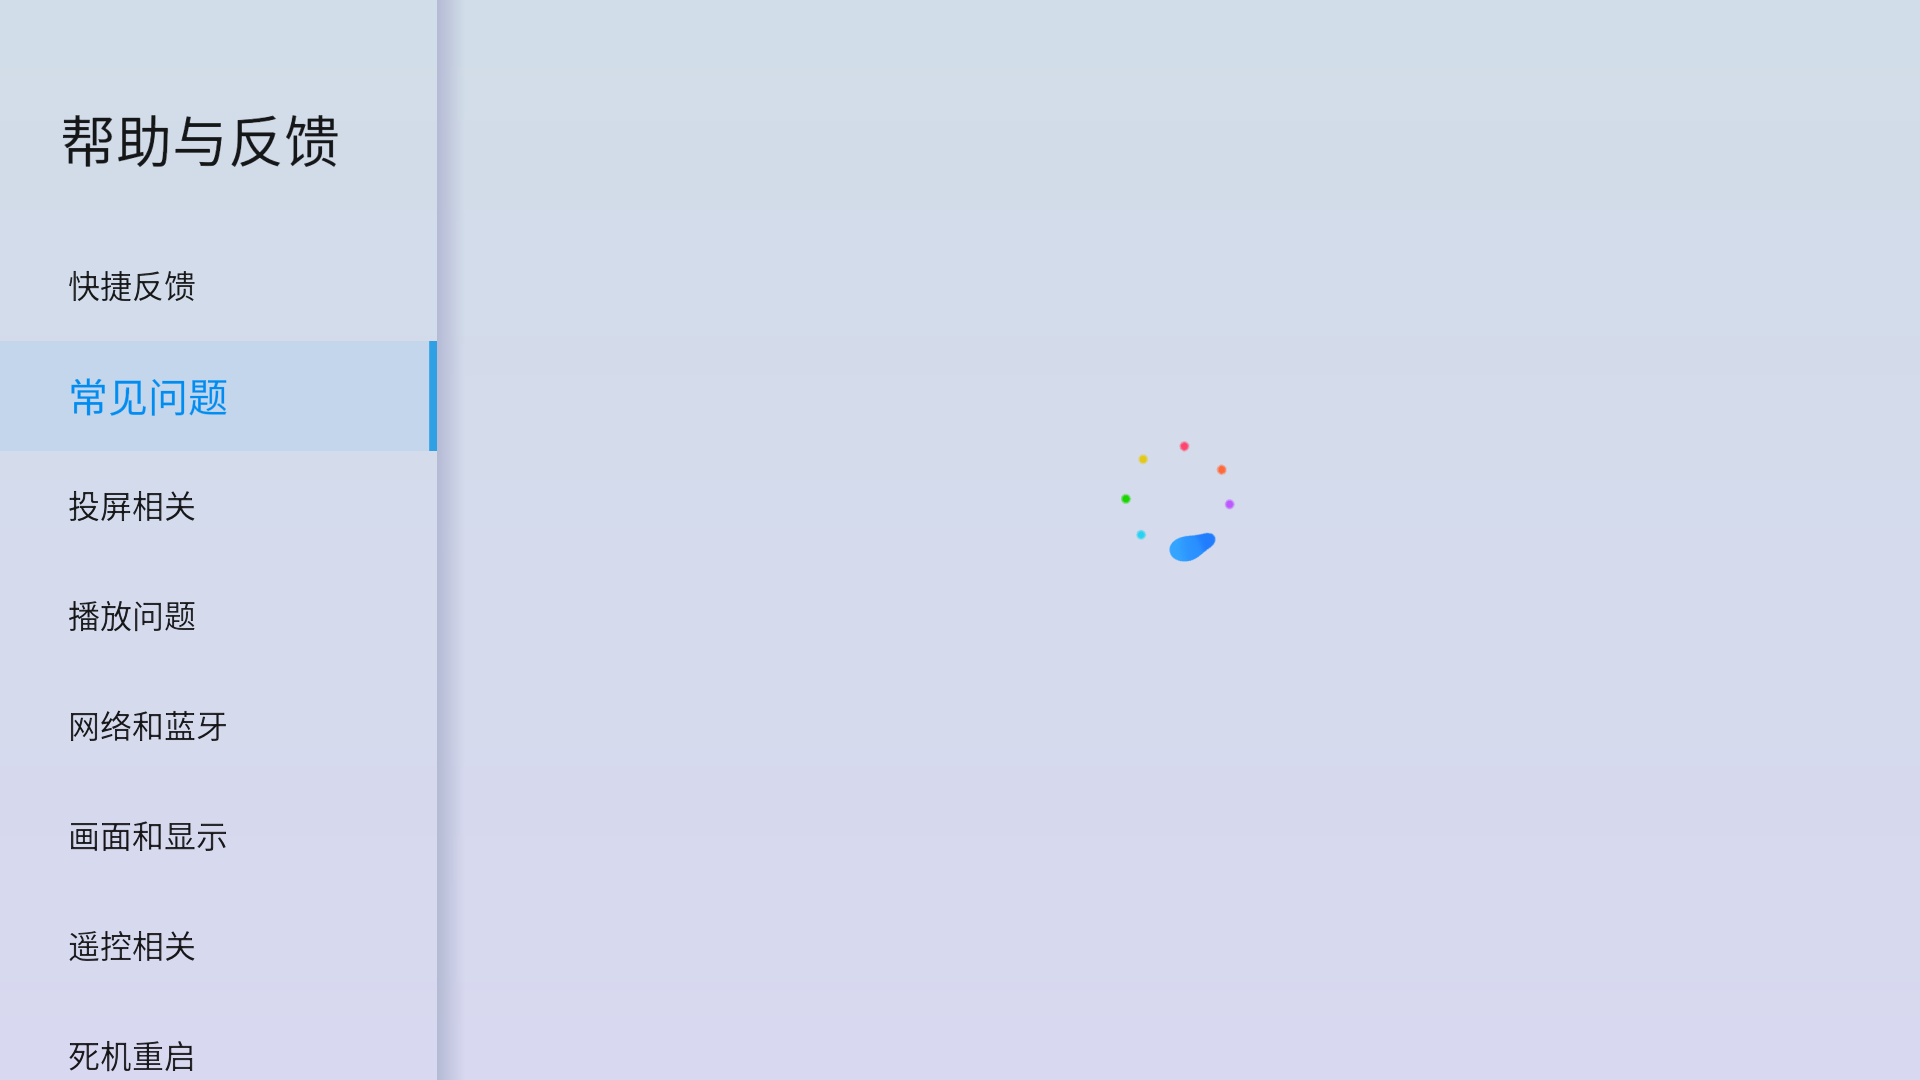 帮助与反馈
快捷反馈
常见问题
投屏相关
播放问题
网络和蓝牙
画面和显示
遥控相关
死机重启